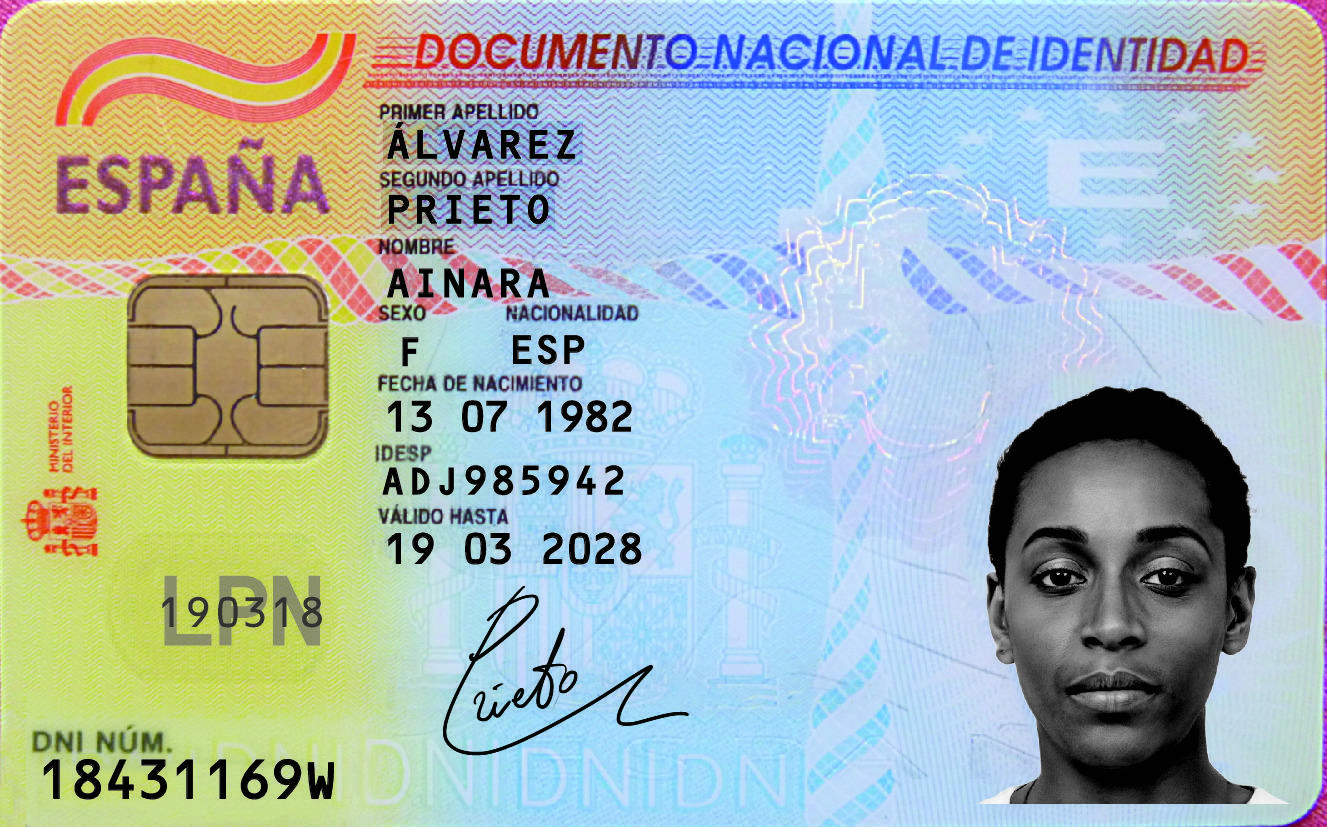 DOCUMENTO NACIONAL DE IDENTIDAD
ESPAÑA
PRIMER APELLIDO
ÁLVAREZ
SEGUNDO APELLIDO
PRIETO
NOMBRE
AINARA
SEXO NACIONALIDAD
F ESP
FECHA DE NACIMIENTO
13 07 1982
IDESP
ADJ985942
VÁLIDO HASTA
19 03 2028
MINISTERIO
DEL INTERIOR
E
LPN
190318
Prieto
DNI NÚM.
18431169W
DNIDNIDNIDNI